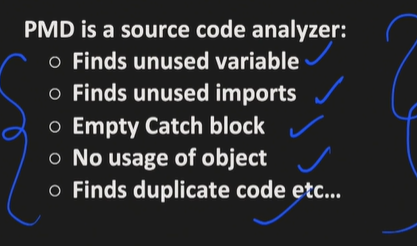 PMD is a source code analyzer:
○ Finds unused variable
○ Finds unused imports
○ Empty Catch block
○ No usage of object
○ Finds duplicate code etc...